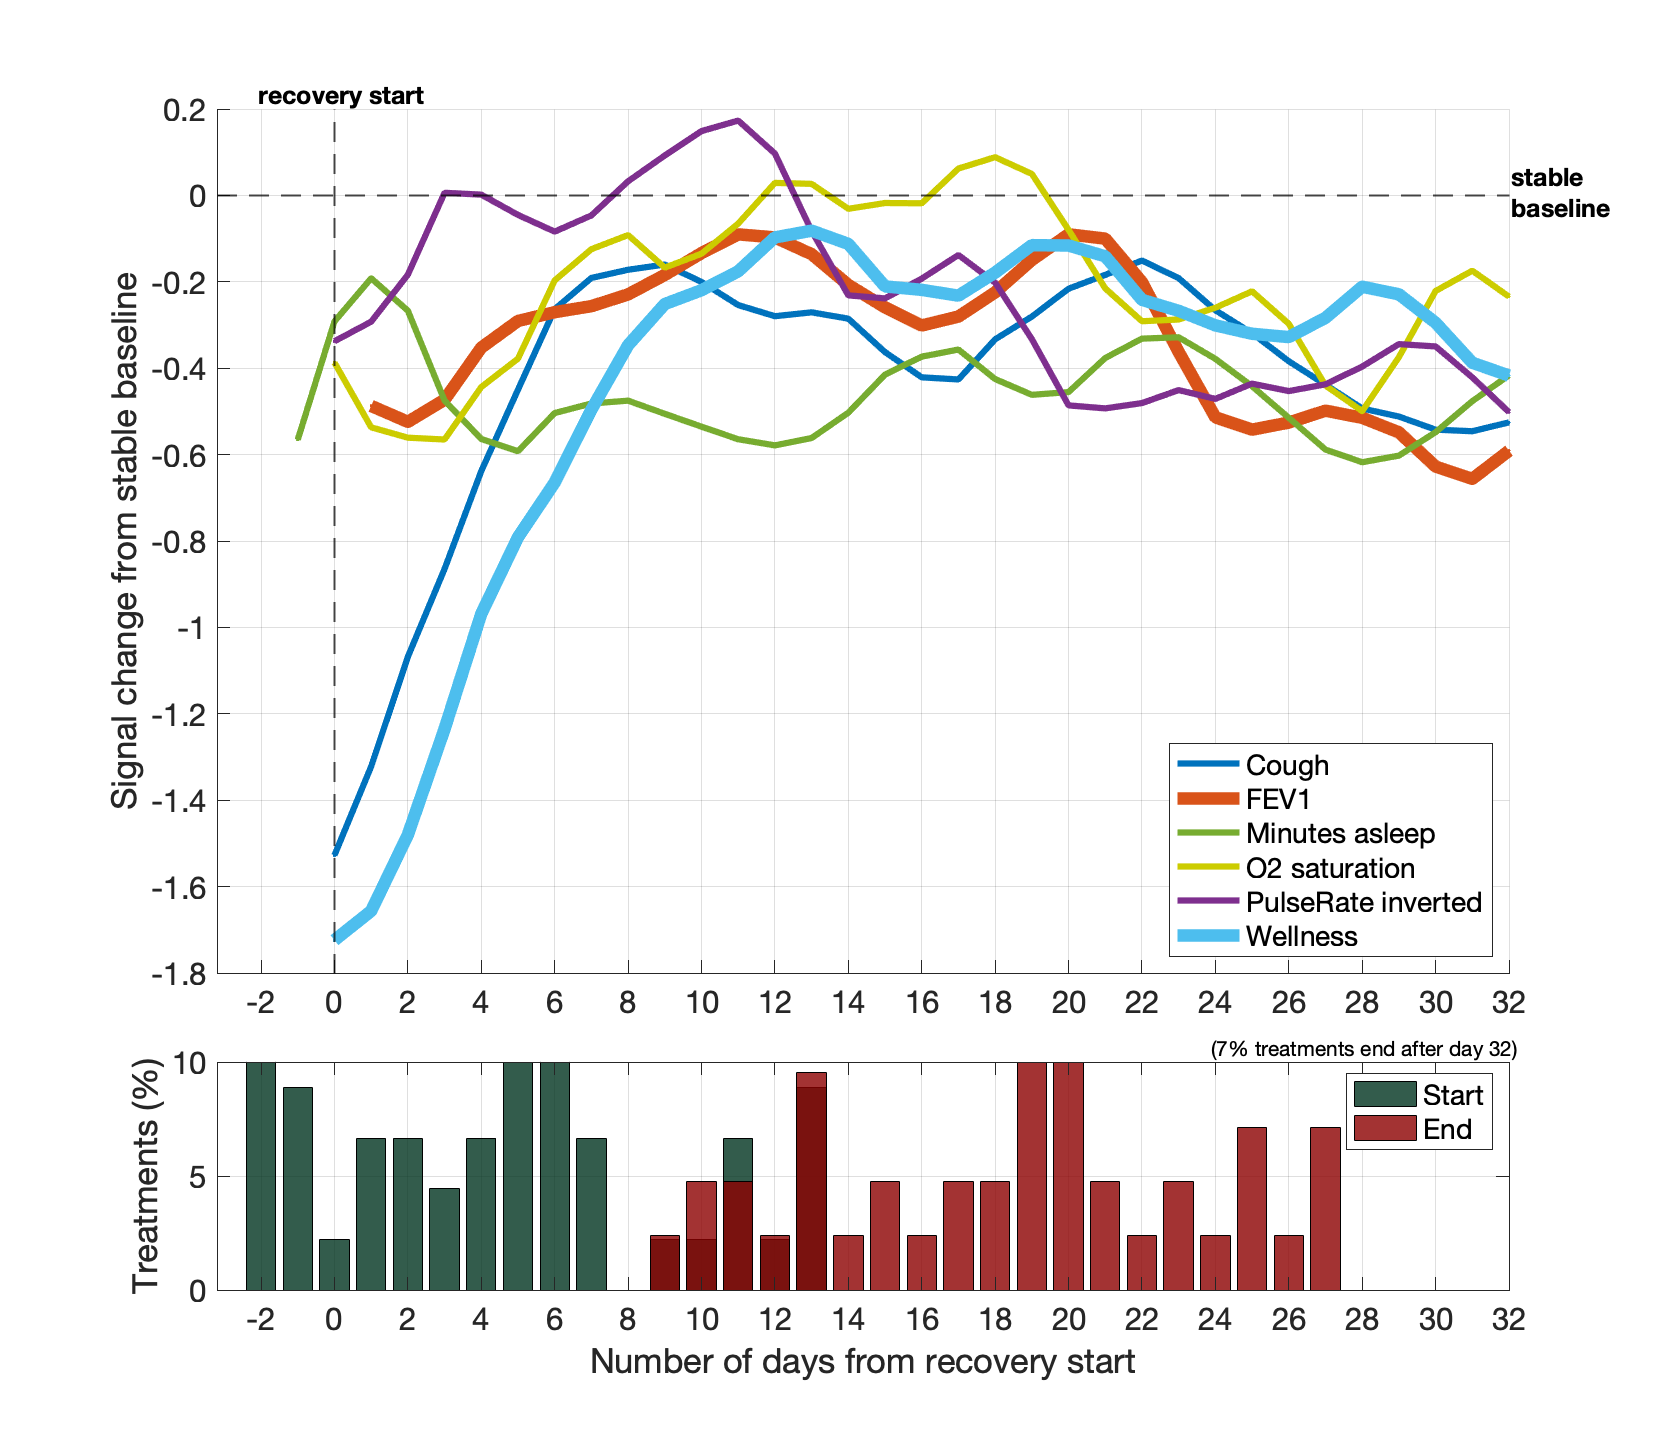 recovery start
0.2
0
-0.2
-0.4
-0.6
-0.8
-1
-1.2
-1.4
-1.6
-1.8
Signal change from stable baseline
stable
baseline
Cough
FEV1
Minutes asleep
O2 saturation
PulseRate inverted
Wellness
-2 0 2 4 6 8 10 12 14 16 18 20 22 24 26 28 30 32
(7% treatments end after day 32)
10
5
0
Treatments (%)
Start
End
-2 0 2 4 6 8 10 12 14 16 18 20 22 24 26 28 30 32
Number of days from recovery start